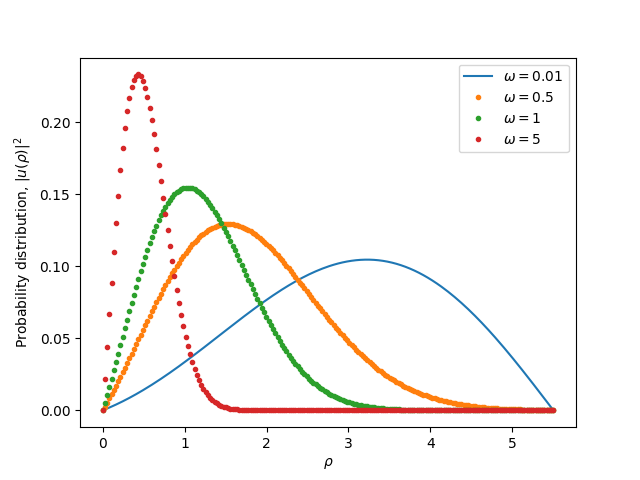 ω = 0.01
ω = 0.5
ω = 1
ω = 5
Probability distribution, |u(ρ)|²
0.20
0.15
0.10
0.05
0.00
0 1 2 3 4 5
ρ